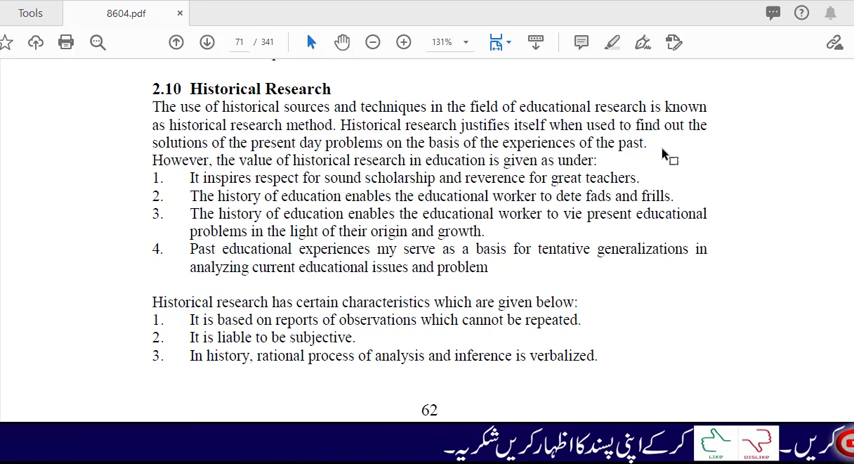 Tools 8604.pdf ×
71 / 341 131%
2.10 Historical Research
The use of historical sources and techniques in the field of educational research is known
as historical research method. Historical research justifies itself when used to find out the
solutions of the present day problems on the basis of the experiences of the past.
However, the value of historical research in education is given as under:
1. It inspires respect for sound scholarship and reverence for great teachers.
2. The history of education enables the educational worker to dete fads and frills.
3. The history of education enables the educational worker to vie present educational
problems in the light of their origin and growth.
4. Past educational experiences my serve as a basis for tentative generalizations in
analyzing current educational issues and problem
Historical research has certain characteristics which are given below:
1. It is based on reports of observations which cannot be repeated.
2. It is liable to be subjective.
3. In history, rational process of analysis and inference is verbalized.
62
کریں۔ LIKE DISLIKE کر کے اپنی پسند کا اظہار کریں شکریہ۔